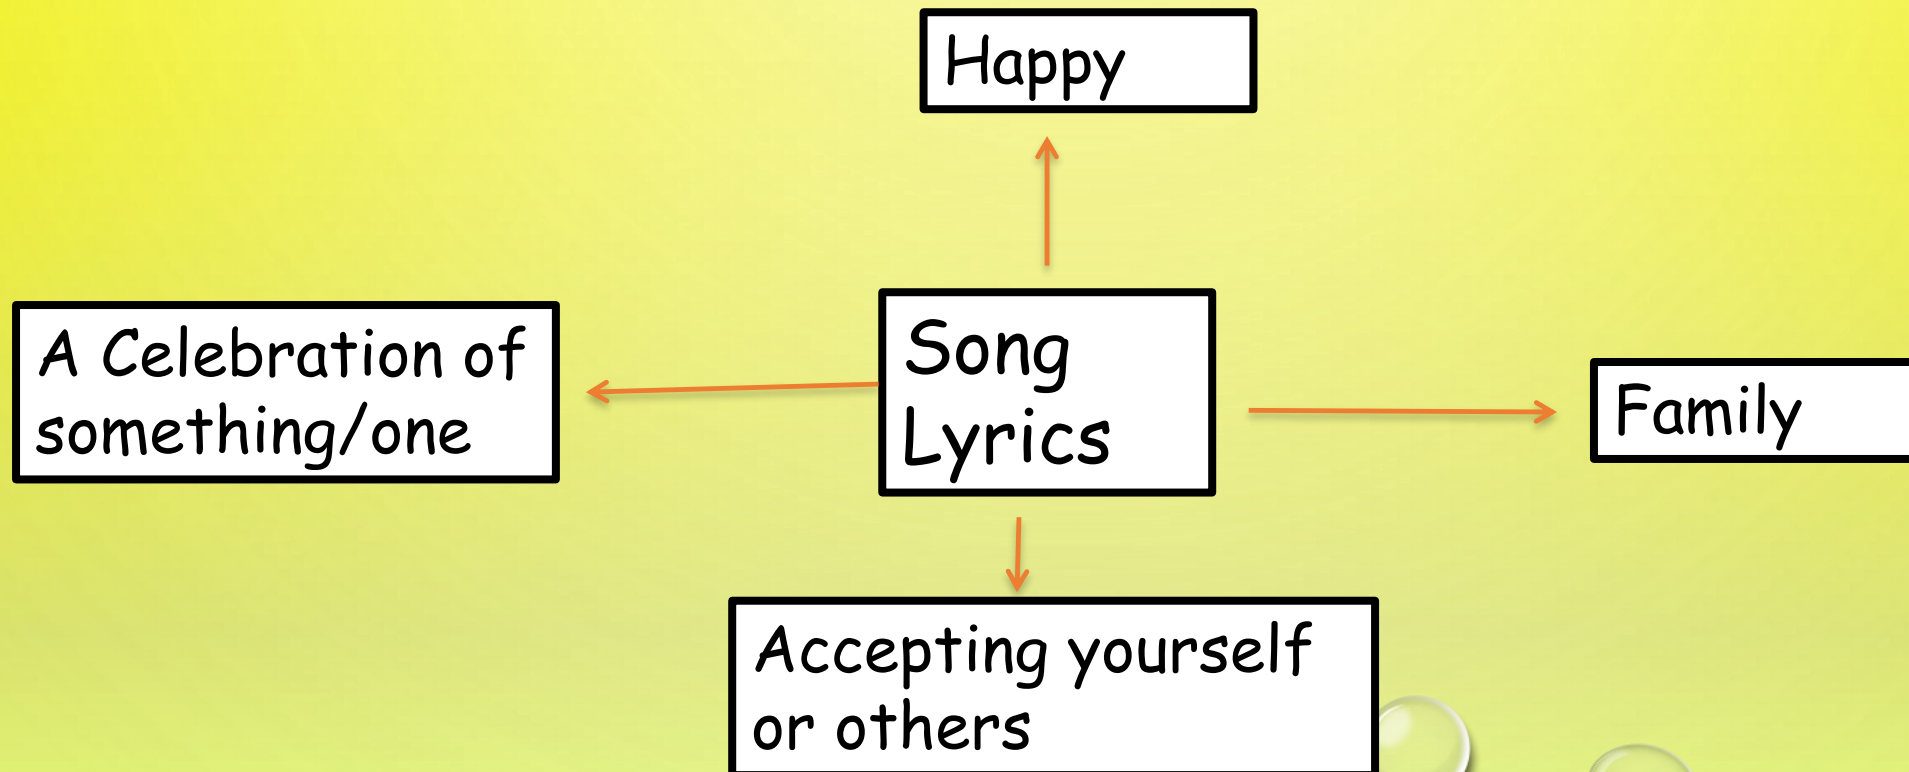 Happy
A Celebration of
something/one
Song
Lyrics
Family
Accepting yourself
or others